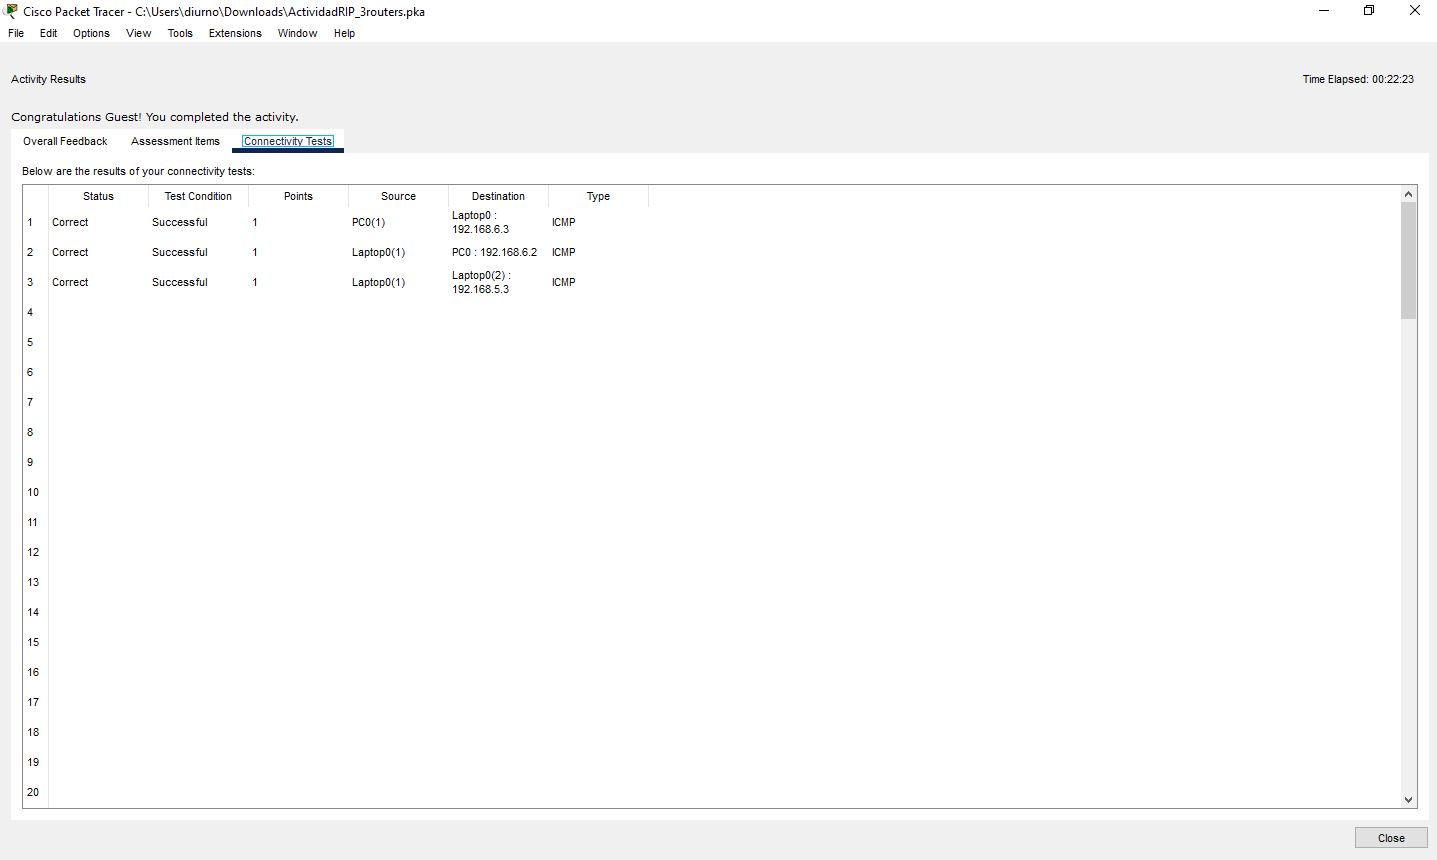 Cisco Packet Tracer - C:\Users\diurno\Downloads\ActividadRIP_3routers.pka
File Edit Options View Tools Extensions Window Help
Activity Results
Time Elapsed: 00:22:23
Congratulations Guest! You completed the activity.
Overall Feedback Assessment Items Connectivity Tests
Below are the results of your connectivity tests:
Status Test Condition Points Source Destination Type
1 Correct Successful 1 PC0(1) Laptop0 : 192.168.6.3 ICMP
2 Correct Successful 1 Laptop0(1) PC0 : 192.168.6.2 ICMP
3 Correct Successful 1 Laptop0(1) Laptop0(2) : 192.168.5.3 ICMP
4
5
6
7
8
9
10
11
12
13
14
15
16
17
18
19
20
Close